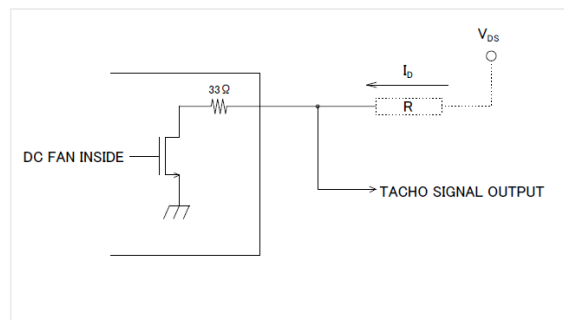 V_DS
I_D
33Ω
R
DC FAN INSIDE
TACHO SIGNAL OUTPUT